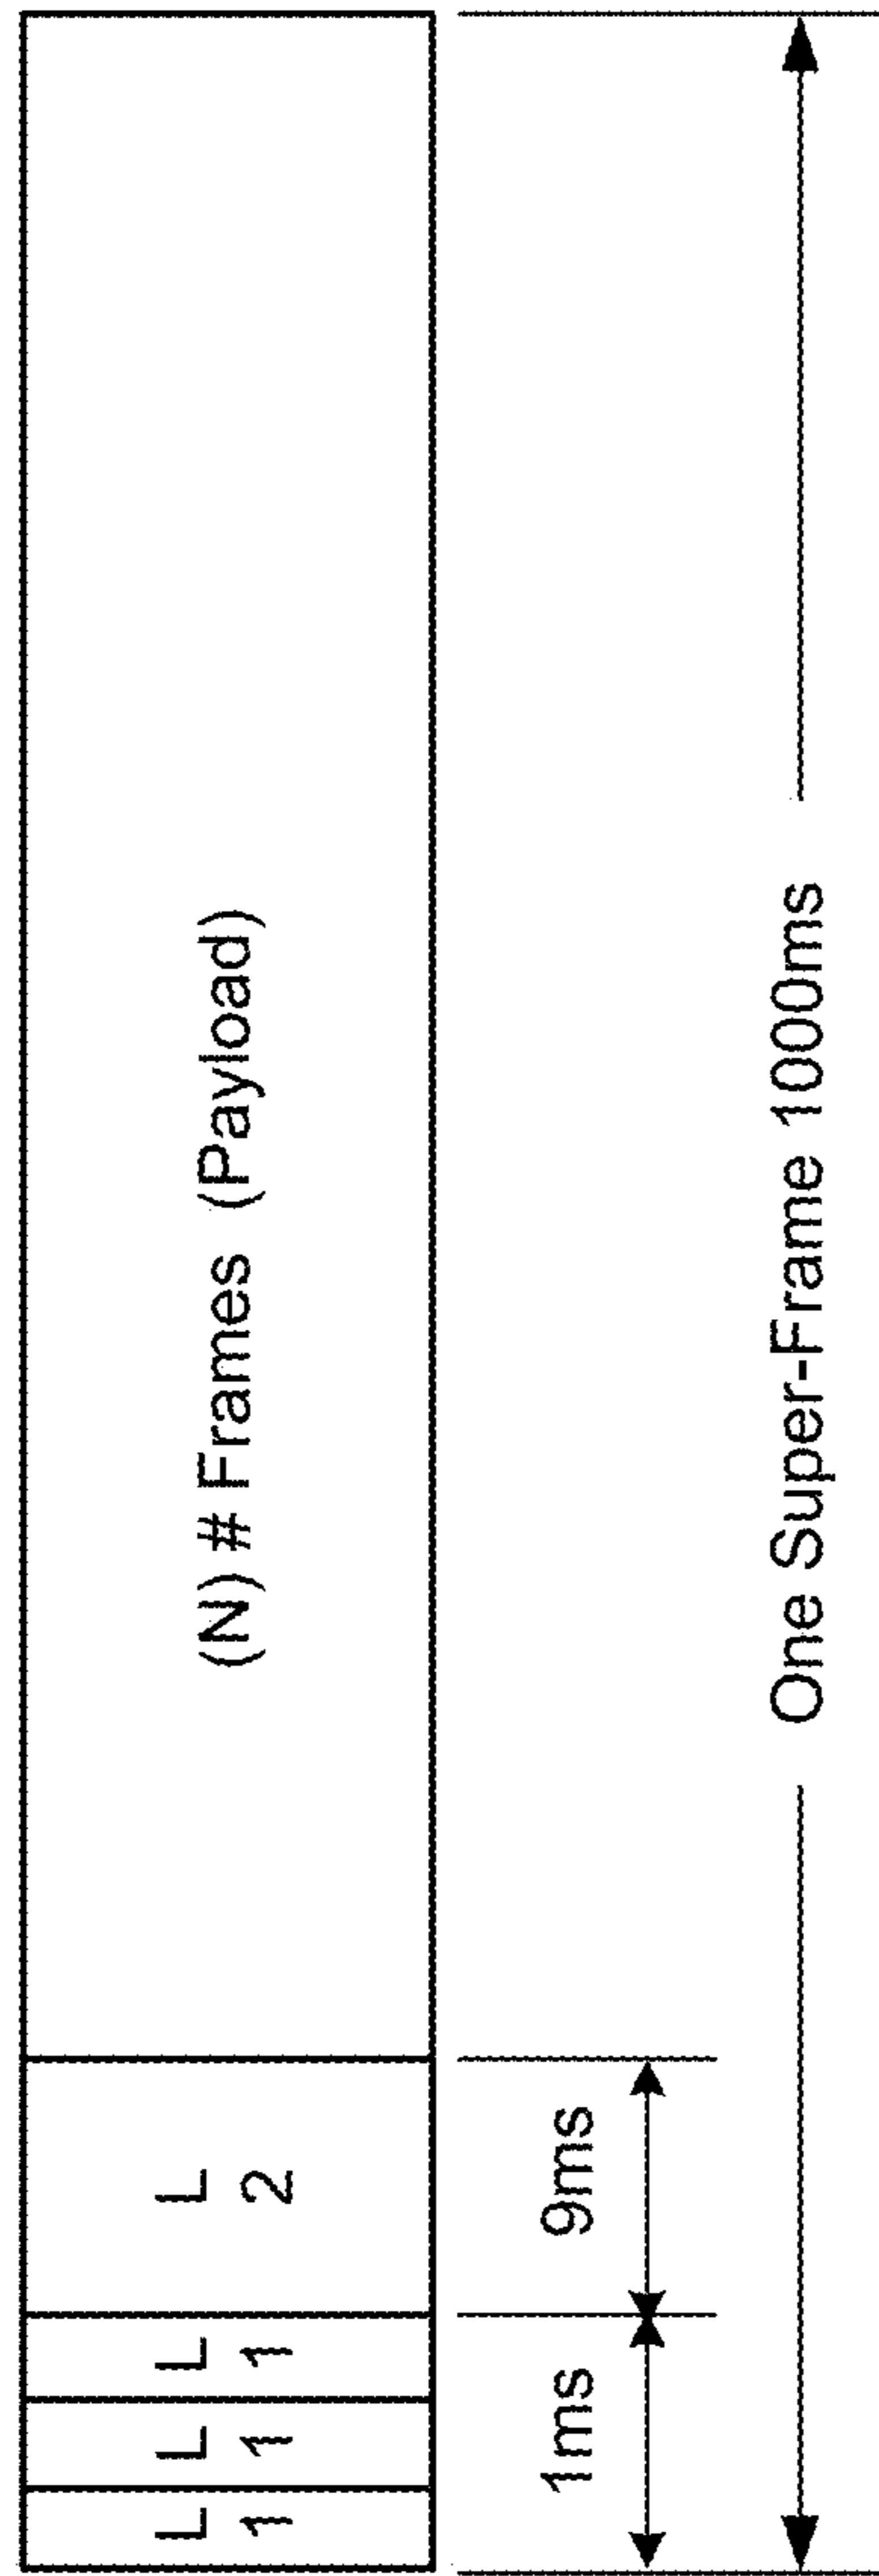 L1
L1
L1
L2
(N) # Frames (Payload)
1ms
9ms
One Super-Frame 1000ms